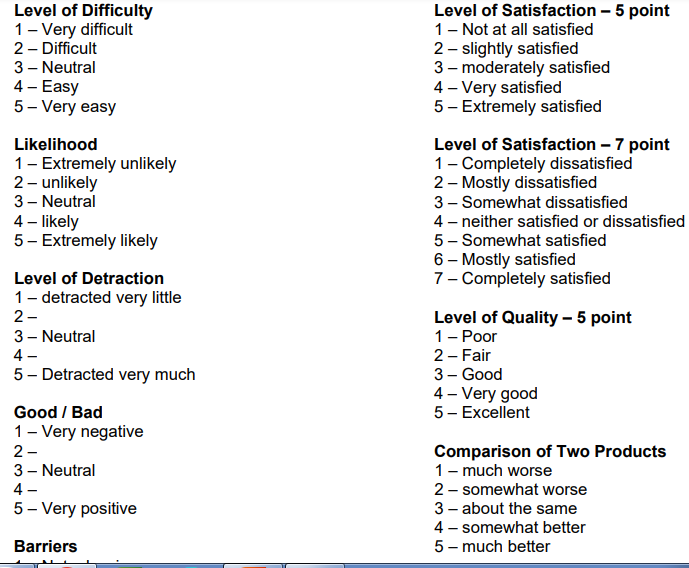 Level of Difficulty
1 – Very difficult
2 – Difficult
3 – Neutral
4 – Easy
5 – Very easy
Likelihood
1 – Extremely unlikely
2 – unlikely
3 – Neutral
4 – likely
5 – Extremely likely
Level of Detraction
1 – detracted very little
2 –
3 – Neutral
4 –
5 – Detracted very much
Good / Bad
1 – Very negative
2 –
3 – Neutral
4 –
5 – Very positive
Barriers
Level of Satisfaction – 5 point
1 – Not at all satisfied
2 – slightly satisfied
3 – moderately satisfied
4 – Very satisfied
5 – Extremely satisfied
Level of Satisfaction – 7 point
1 – Completely dissatisfied
2 – Mostly dissatisfied
3 – Somewhat dissatisfied
4 – neither satisfied or dissatisfied
5 – Somewhat satisfied
6 – Mostly satisfied
7 – Completely satisfied
Level of Quality – 5 point
1 – Poor
2 – Fair
3 – Good
4 – Very good
5 – Excellent
Comparison of Two Products
1 – much worse
2 – somewhat worse
3 – about the same
4 – somewhat better
5 – much better